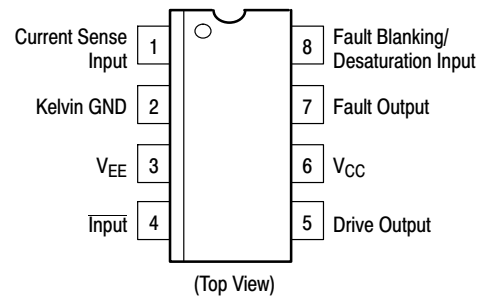 Current Sense
Input
1
8
Fault Blanking/
Desaturation Input
Kelvin GND
2
7
Fault Output
VEE
3
6
VCC
Input
4
5
Drive Output
(Top View)